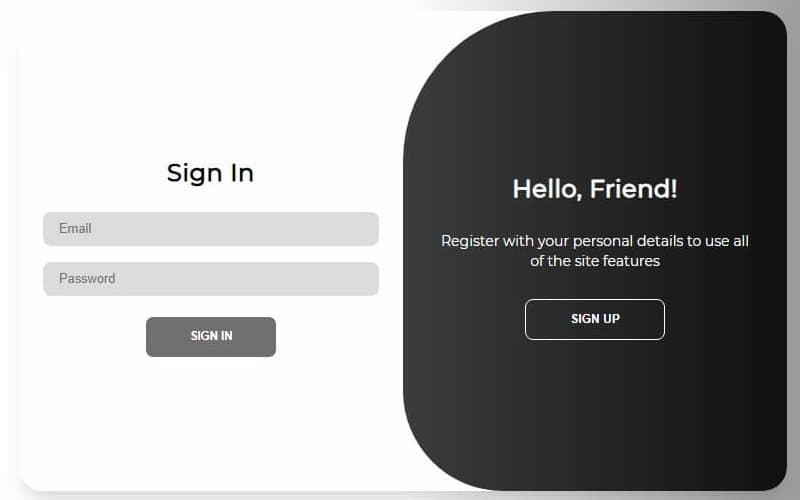 Sign In
Email
Password
SIGN IN
Hello, Friend!
Register with your personal details to use all
of the site features
SIGN UP